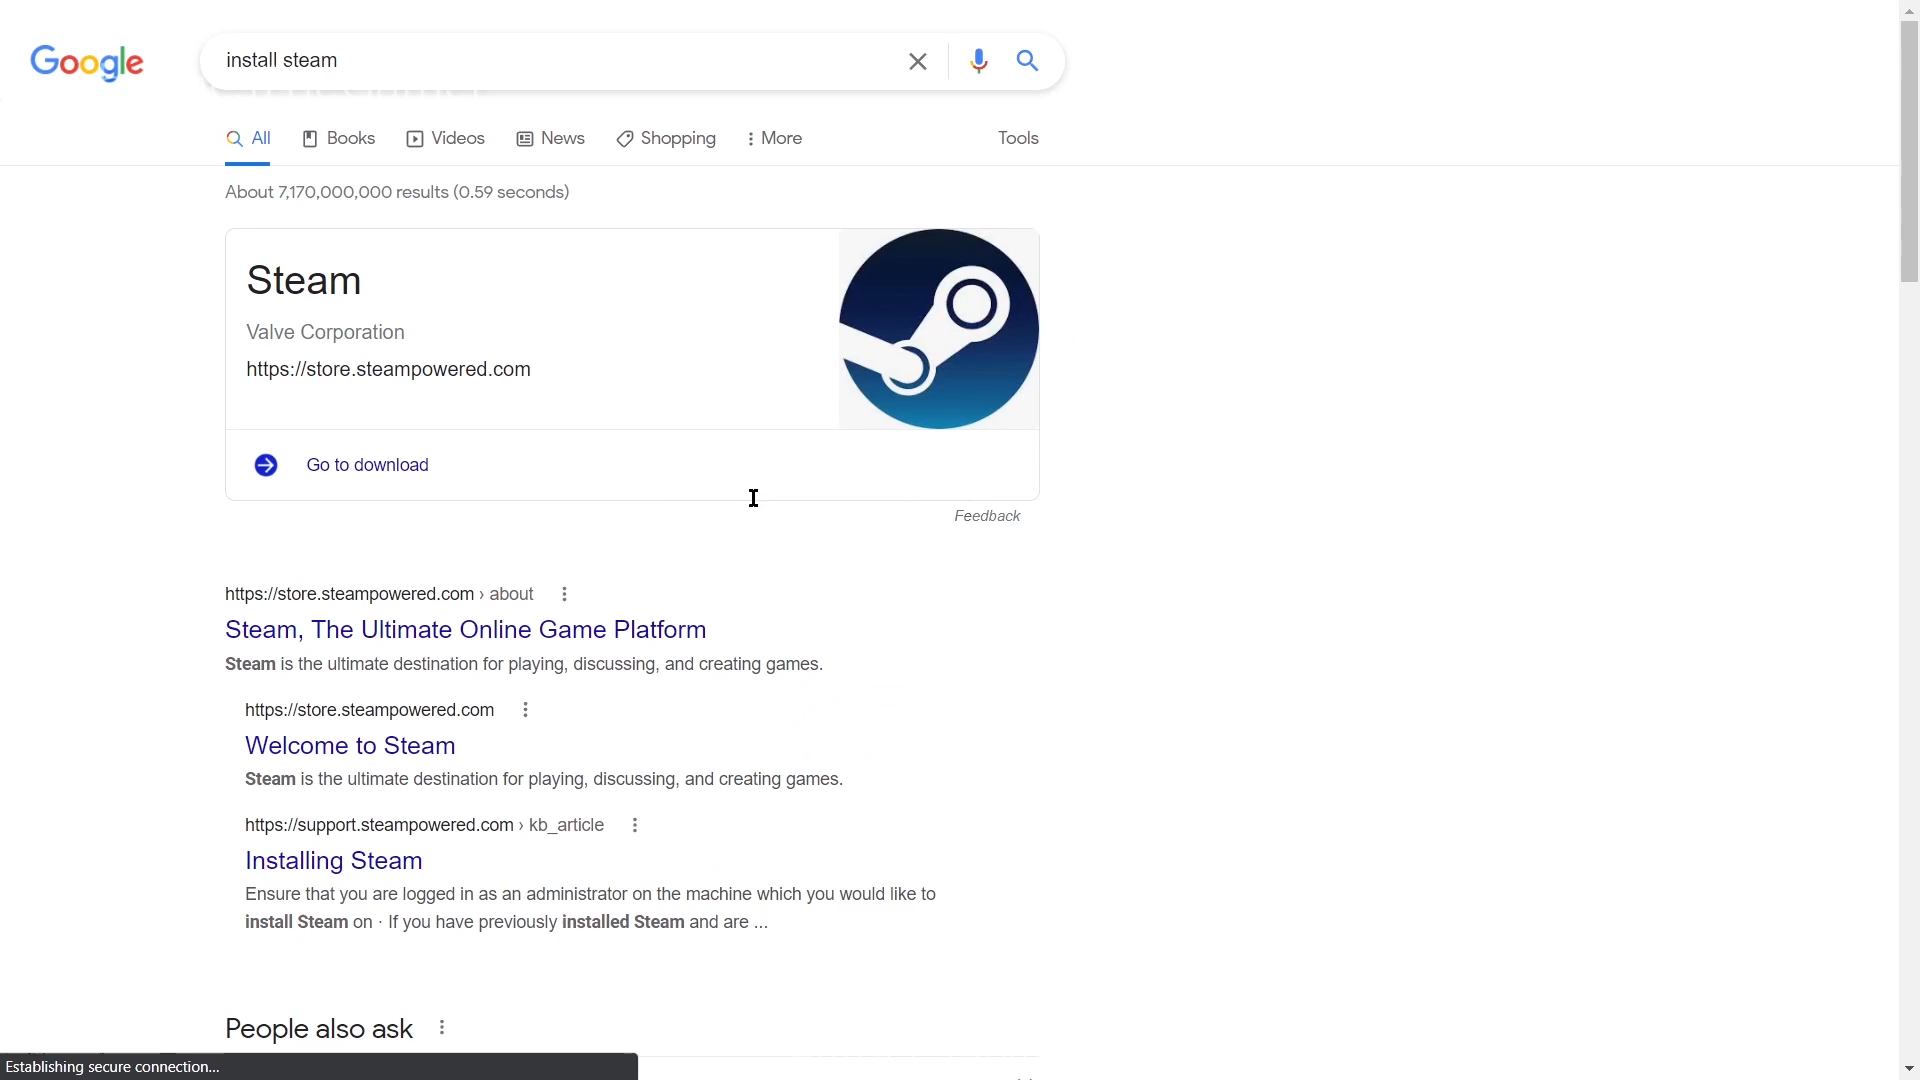 Google
install steam
All
Books
Videos
News
Shopping
More
Tools
About 7,170,000,000 results (0.59 seconds)
Steam
Valve Corporation
https://store.steampowered.com
Go to download
Feedback
https://store.steampowered.com › about
Steam, The Ultimate Online Game Platform
Steam is the ultimate destination for playing, discussing, and creating games.
https://store.steampowered.com
Welcome to Steam
Steam is the ultimate destination for playing, discussing, and creating games.
https://support.steampowered.com › kb_article
Installing Steam
Ensure that you are logged in as an administrator on the machine which you would like to
install Steam on · If you have previously installed Steam and are ...
People also ask
Establishing secure connection...